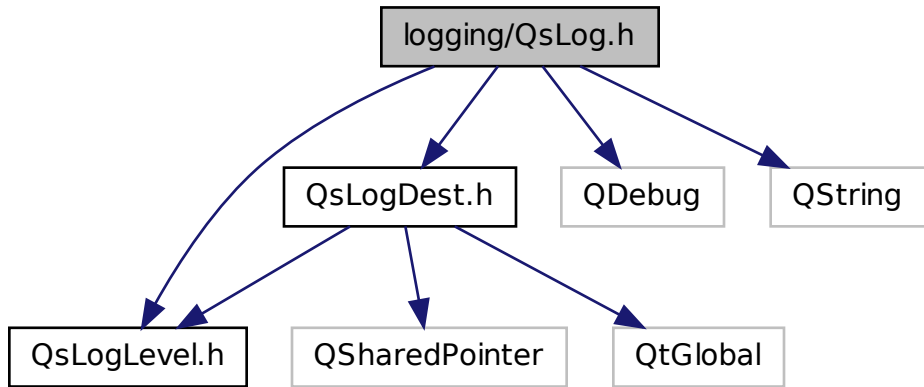 logging/QsLog.h
QsLogDest.h
QDebug
QString
QsLogLevel.h
QSharedPointer
QtGlobal